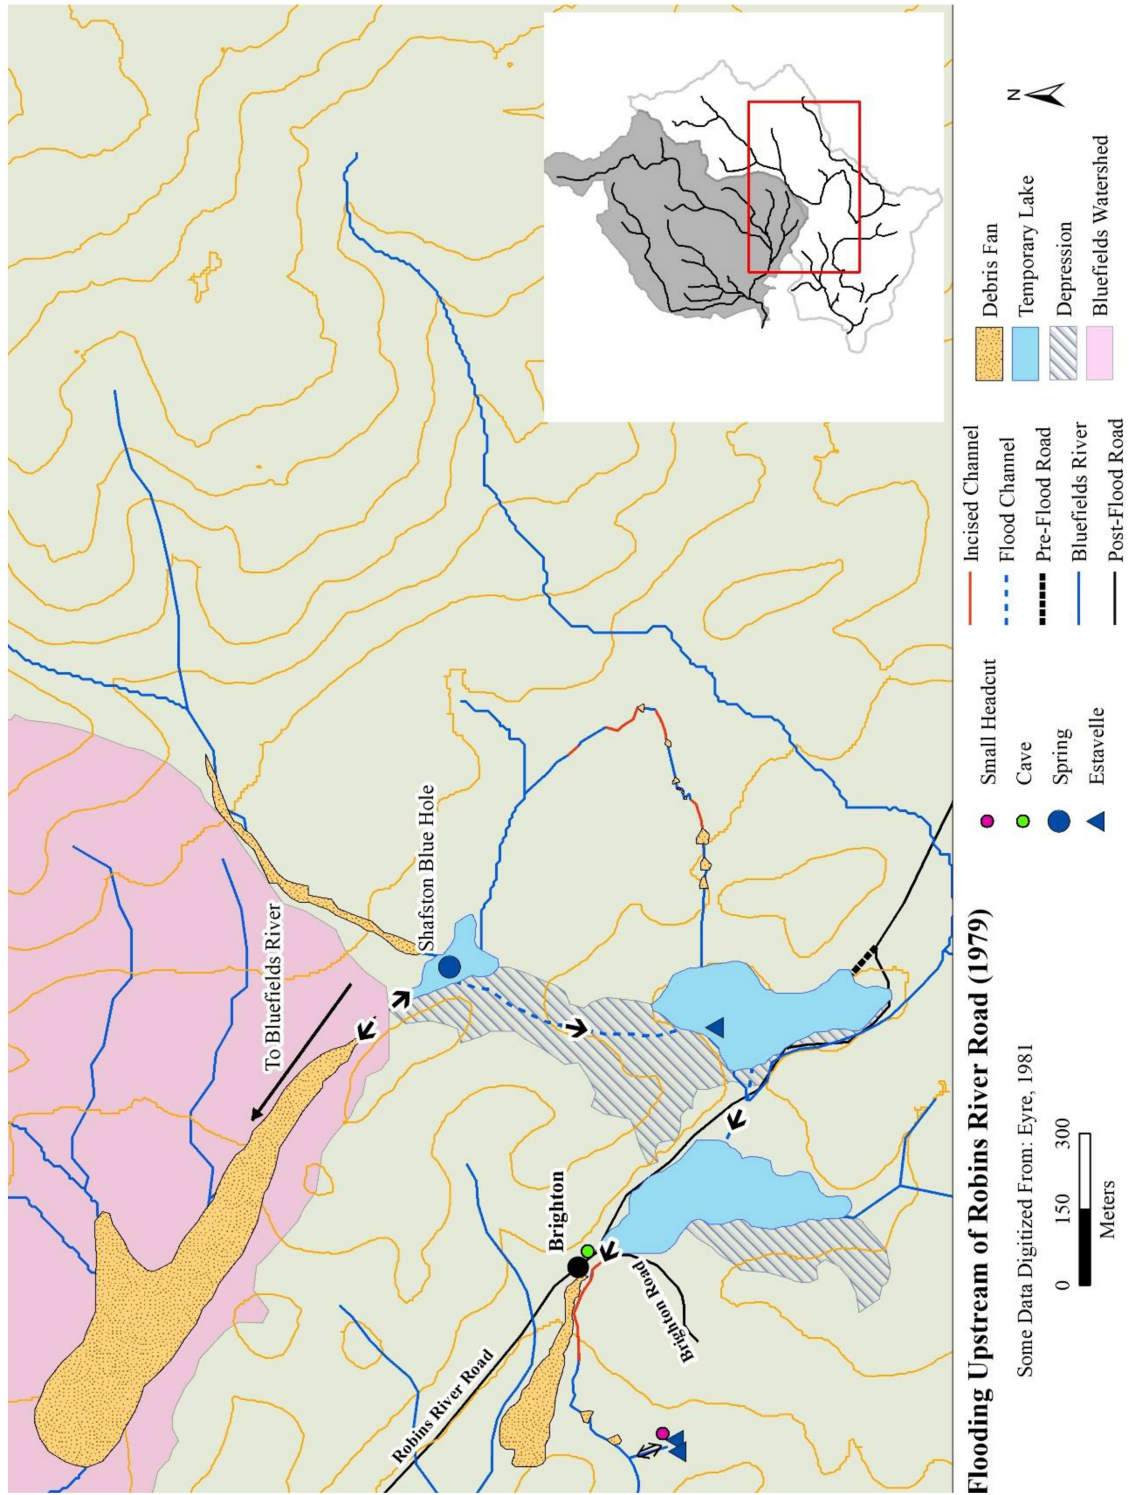 To Bluefields River
Shafston Blue Hole
Brighton
Robins River Road
Brighton Road
Flooding Upstream of Robins River Road (1979)
Some Data Digitized From: Eyre, 1981
0 150 300
Meters
Small Headcut
Cave
Spring
Estavelle
Incised Channel
Flood Channel
Pre-Flood Road
Bluefields River
Post-Flood Road
Debris Fan
Temporary Lake
Depression
Bluefields Watershed
N